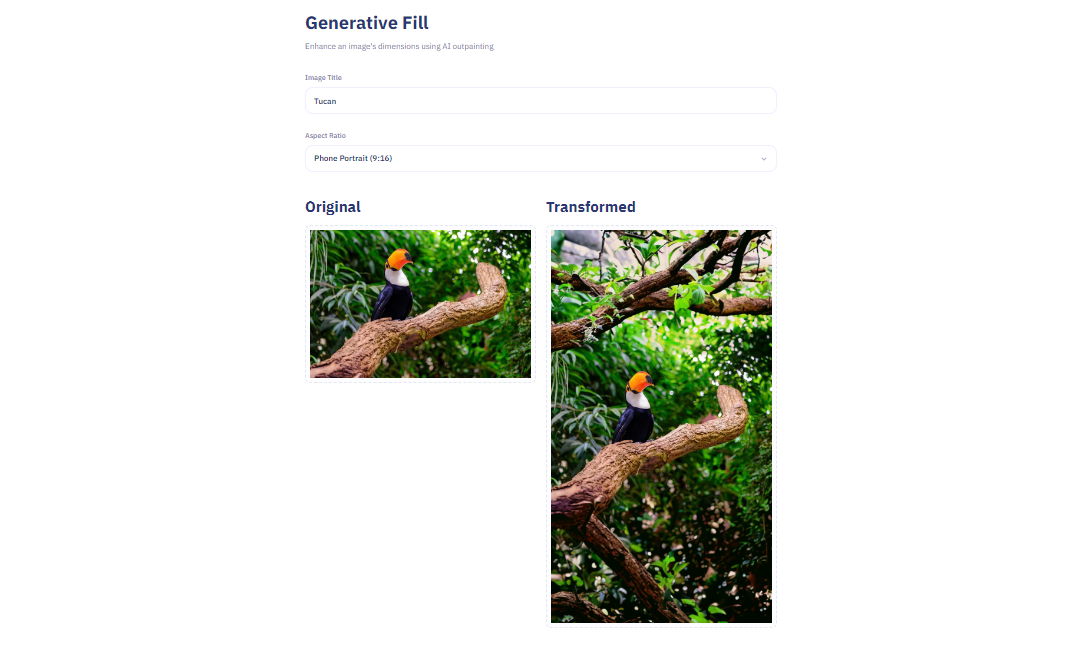 Generative Fill
Enhance an image's dimensions using AI outpainting
Image Title
Tucan
Aspect Ratio
Phone Portrait (9:16)
Original
Transformed